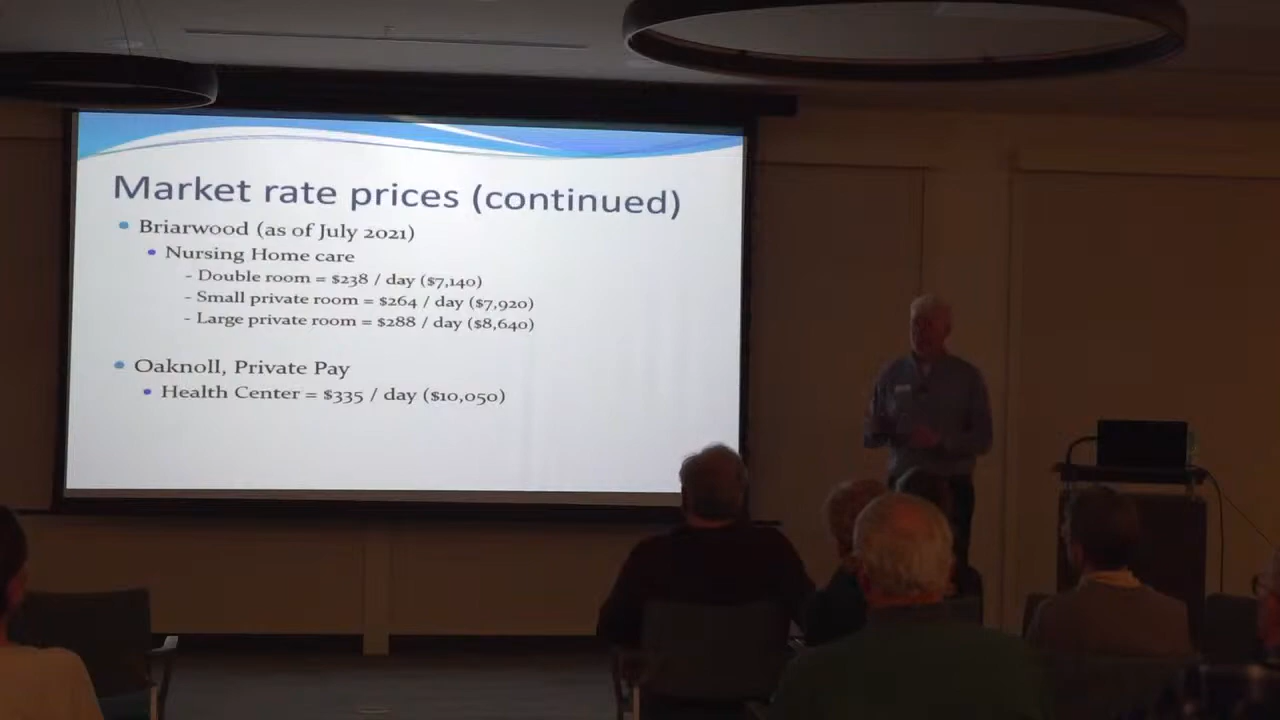 Market rate prices (continued)
• Briarwood (as of July 2021)
• Nursing Home care
- Double room = $238 / day ($7,140)
- Small private room = $264 / day ($7,920)
- Large private room = $288 / day ($8,640)
• Oaknoll, Private Pay
• Health Center = $335 / day ($10,050)